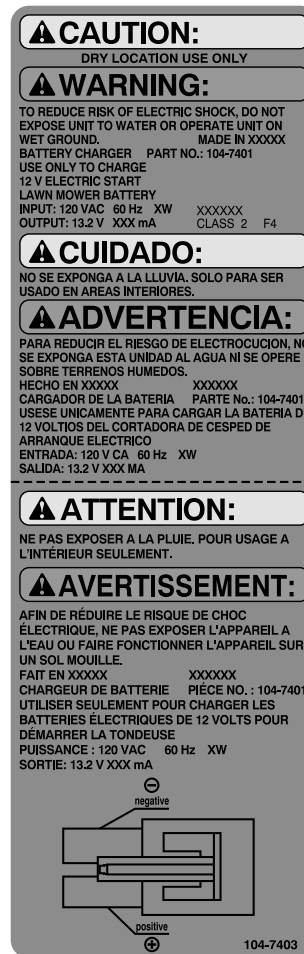 CAUTION:
DRY LOCATION USE ONLY
WARNING:
TO REDUCE RISK OF ELECTRIC SHOCK, DO NOT
EXPOSE UNIT TO WATER OR OPERATE UNIT ON
WET GROUND. MADE IN XXXXX
BATTERY CHARGER PART NO.: 104-7401
USE ONLY TO CHARGE
12 V ELECTRIC START
LAWN MOWER BATTERY
INPUT: 120 VAC 60 Hz XW XXXXXX
OUTPUT: 13.2 V XXX mA CLASS 2 F4
CUIDADO:
NO SE EXPONGA A LA LLUVIA. SOLO PARA SER
USADO EN AREAS INTERIORES.
ADVERTENCIA:
PARA REDUCIR EL RIESGO DE ELECTROCUCION, NO
SE EXPONGA ESTA UNIDAD AL AGUA NI SE OPERE
SOBRE TERRENOS HUMEDOS.
HECHO EN XXXXX XXXXXX
CARGADOR DE LA BATERIA PARTE No.: 104-7401
USESE UNICAMENTE PARA CARGAR LA BATERIA D
12 VOLTIOS DEL CORTADORA DE CESPED DE
ARRANQUE ELECTRICO
ENTRADA: 120 V CA 60 Hz XW
SALIDA: 13.2 V XXX MA
ATTENTION:
NE PAS EXPOSER A LA PLUIE. POUR USAGE A
L'INTÉRIEUR SEULEMENT.
AVERTISSEMENT:
AFIN DE RÉDUIRE LE RISQUE DE CHOC
ÉLECTRIQUE, NE PAS EXPOSER L'APPAREIL A
L'EAU OU FAIRE FONCTIONNER L'APPAREIL SUR
UN SOL MOUILLE.
FAIT EN XXXXX XXXXXX
CHARGEUR DE BATTERIE PIÉCE NO. : 104-7401
UTILISER SEULEMENT POUR CHARGER LES
BATTERIES ÉLECTRIQUES DE 12 VOLTS POUR
DÉMARRER LA TONDEUSE
PUISSANCE : 120 VAC 60 Hz XW
SORTIE: 13.2 V XXX mA
negative
positive
104-7403